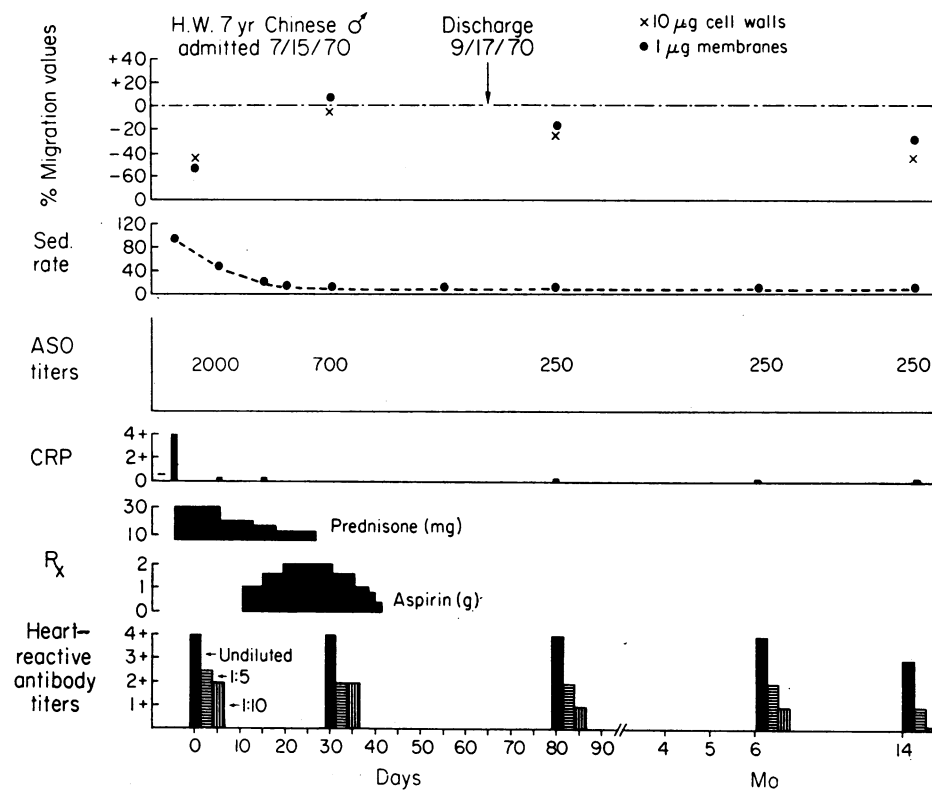 H.W. 7 yr Chinese ♂
admitted 7/15/70
Discharge
9/17/70
× 10 μg cell walls
● 1 μg membranes
% Migration values
+40
+20
0
-20
-40
-60
0
Sed.
rate
120
80
40
0
ASO
titers
2000 700 250 250 250
CRP
4+
2+
0
Rx
30
10
Prednisone (mg)
2
1
0
Aspirin (g)
Heart-
reactive
antibody
titers
4+
3+
2+
1+
←Undiluted
←1:5
←1:10
0 10 20 30 40 50 60 70 80 90 4 5 6 14
Days Mo